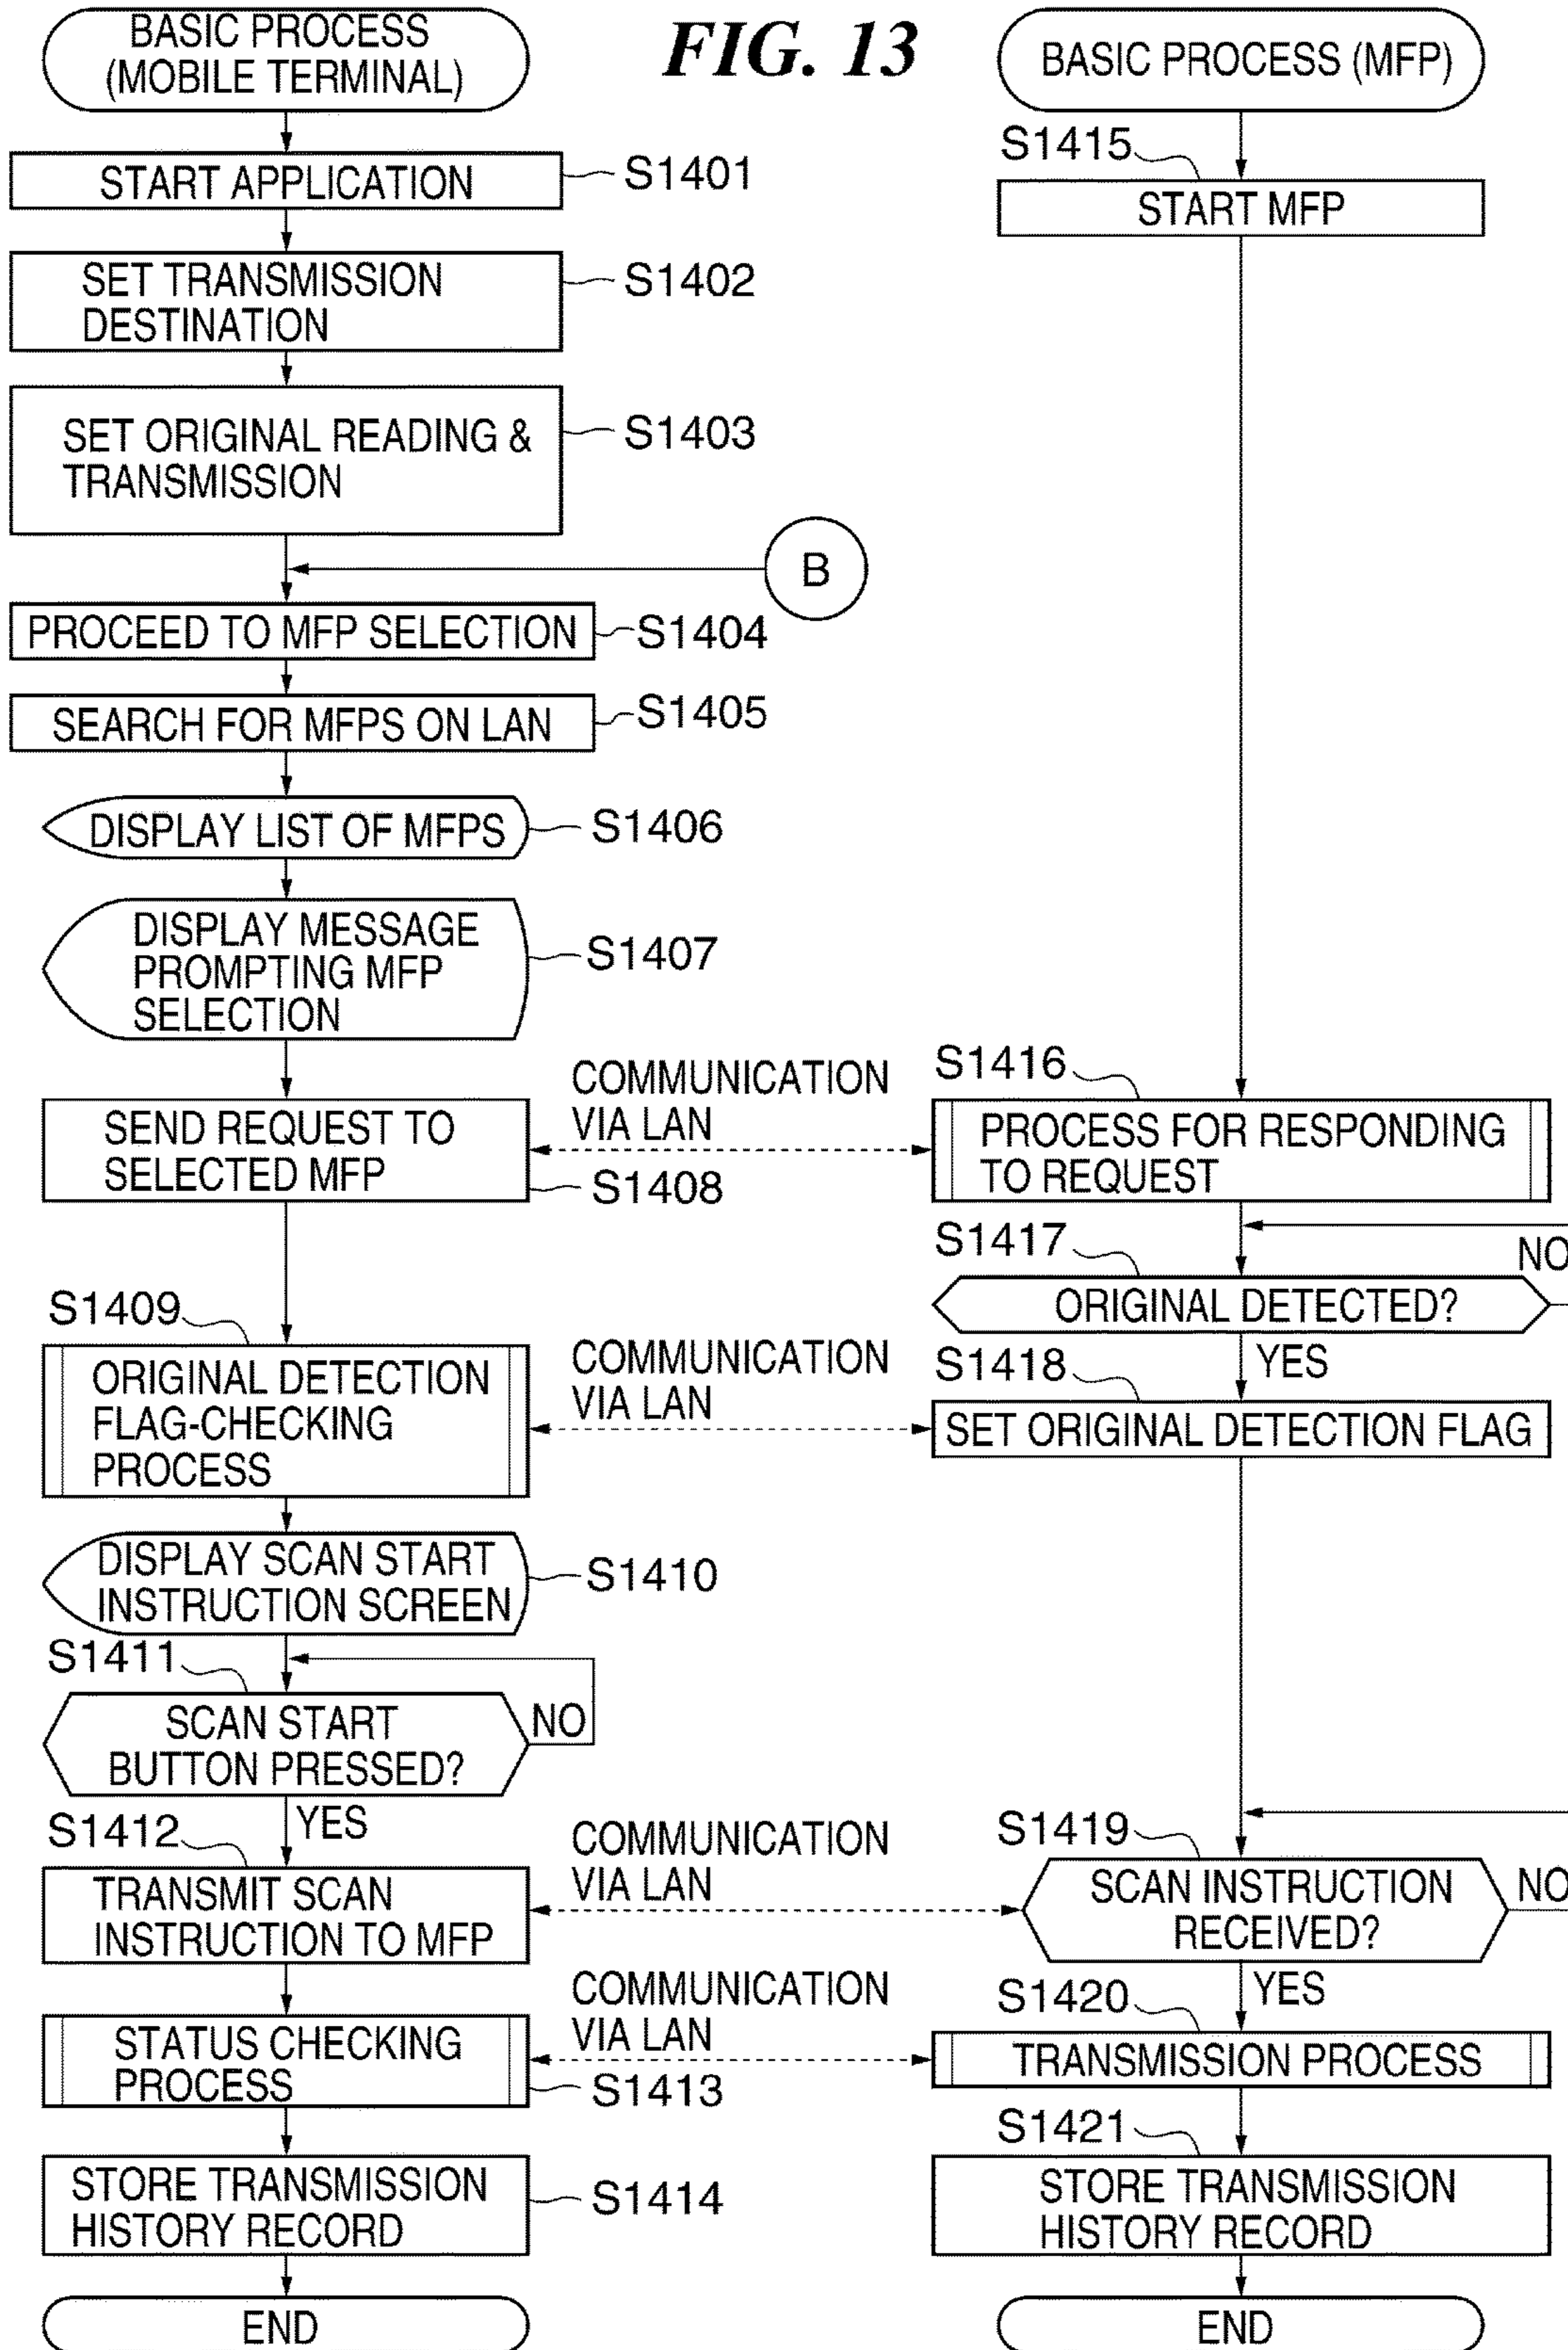 FIG. 13
BASIC PROCESS
(MOBILE TERMINAL)
START APPLICATION
S1401
SET TRANSMISSION
DESTINATION
S1402
SET ORIGINAL READING &
TRANSMISSION
S1403
B
PROCEED TO MFP SELECTION
S1404
SEARCH FOR MFPS ON LAN
S1405
DISPLAY LIST OF MFPS
S1406
DISPLAY MESSAGE
PROMPTING MFP
SELECTION
S1407
SEND REQUEST TO
SELECTED MFP
S1408
COMMUNICATION
VIA LAN
S1409
ORIGINAL DETECTION
FLAG-CHECKING
PROCESS
COMMUNICATION
VIA LAN
DISPLAY SCAN START
INSTRUCTION SCREEN
S1410
S1411
SCAN START
BUTTON PRESSED?
NO
YES
S1412
TRANSMIT SCAN
INSTRUCTION TO MFP
COMMUNICATION
VIA LAN
STATUS CHECKING
PROCESS
S1413
COMMUNICATION
VIA LAN
STORE TRANSMISSION
HISTORY RECORD
S1414
END
BASIC PROCESS (MFP)
S1415
START MFP
S1416
PROCESS FOR RESPONDING
TO REQUEST
S1417
ORIGINAL DETECTED?
NO
YES
S1418
SET ORIGINAL DETECTION FLAG
S1419
SCAN INSTRUCTION
RECEIVED?
NO
YES
S1420
TRANSMISSION PROCESS
S1421
STORE TRANSMISSION
HISTORY RECORD
END